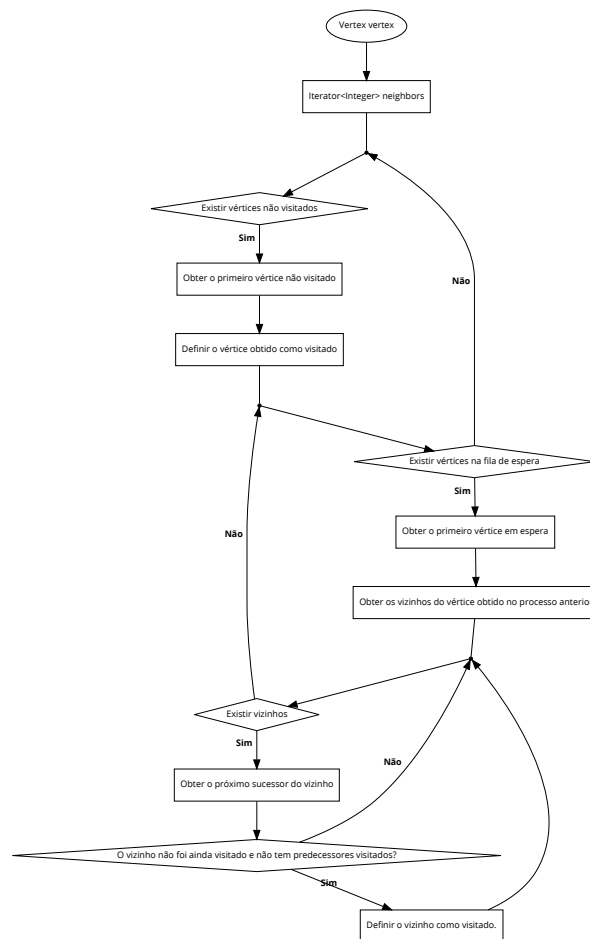 Vertex vertex
Iterator<Integer> neighbors
Existir vértices não visitados
Sim
Obter o primeiro vértice não visitado
Não
Definir o vértice obtido como visitado
Existir vértices na fila de espera
Sim
Obter o primeiro vértice em espera
Não
Obter os vizinhos do vértice obtido no processo anterior
Existir vizinhos
Sim
Obter o próximo sucessor do vizinho
Não
O vizinho não foi ainda visitado e não tem predecessores visitados?
Sim
Definir o vizinho como visitado.